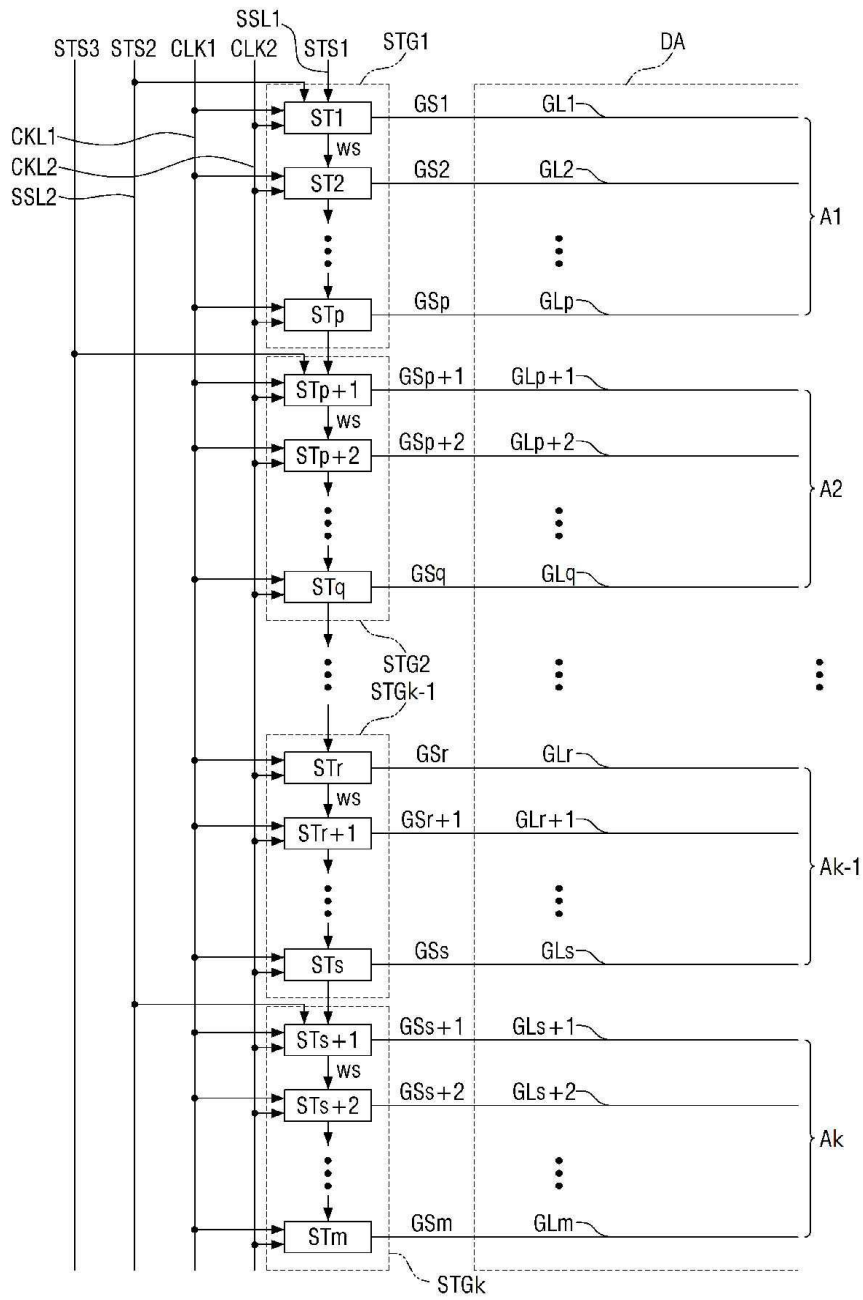 SSL1
STS3 STS2 CLK1 CLK2 STS1 STG1 DA
ST1 GS1 GL1
CKL1
ws
CKL2
ST2 GS2 GL2
SSL2
A1
STp GSp GLp
STp+1 GSp+1 GLp+1
ws
STp+2 GSp+2 GLp+2
A2
STq GSq GLq
STG2
STGk-1
STr GSr GLr
ws
STr+1 GSr+1 GLr+1
Ak-1
STs GSs GLs
STs+1 GSs+1 GLs+1
ws
STs+2 GSs+2 GLs+2
Ak
STm GSm GLm
STGk